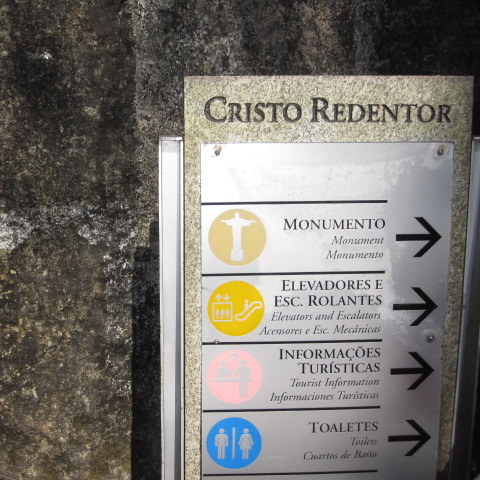 CRISTO REDENTOR
MONUMENTO
Monument
Monumento
ELEVADORES E
ESC. ROLANTES
Elevators and Escalators
Acensores e Esc. Mecánicas
INFORMAÇÕES
TURÍSTICAS
Tourist Information
Informaciones Turísticas
TOALETES
Toilets
Cuartos de Baño